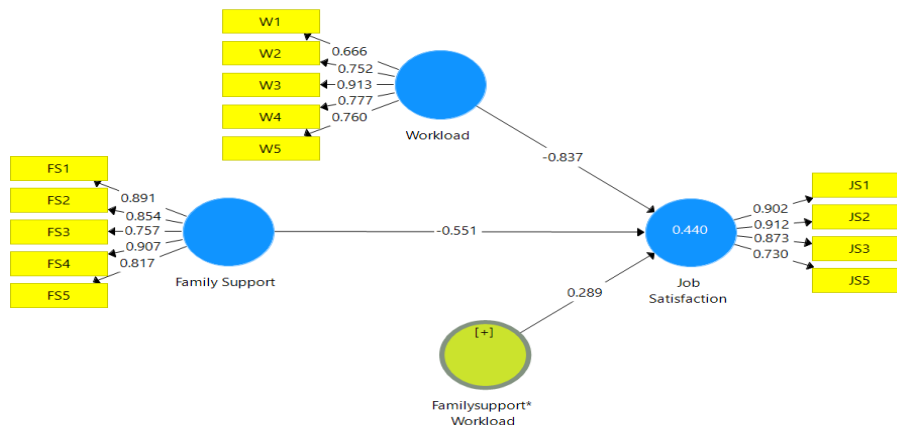 W1
W2
W3
W4
W5
0.666
0.752
0.913
0.777
0.760
Workload
-0.837
FS1
FS2
FS3
FS4
FS5
0.891
0.854
0.757
0.907
0.817
Family Support
-0.551
0.440
Job
Satisfaction
0.902
0.912
0.873
0.730
JS1
JS2
JS3
JS5
0.289
[+]
Familysupport*
Workload